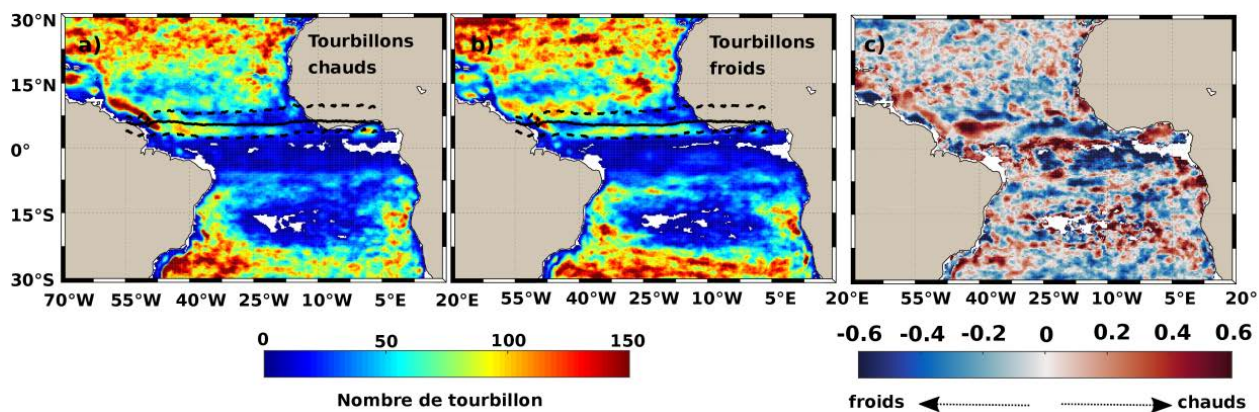 30°N
15°N
0°
15°S
30°S
a)
Tourbillons
chauds
b)
Tourbillons
froids
c)
70°W 55°W 40°W 25°W 10°W 5°E 20°E
55°W 40°W 25°W 10°W 5°E 20°E
55°W 40°W 25°W 10°W 5°E 20°
0 50 100 150
Nombre de tourbillon
-0.6 -0.4 -0.2 0 0.2 0.4 0.6
froids chauds